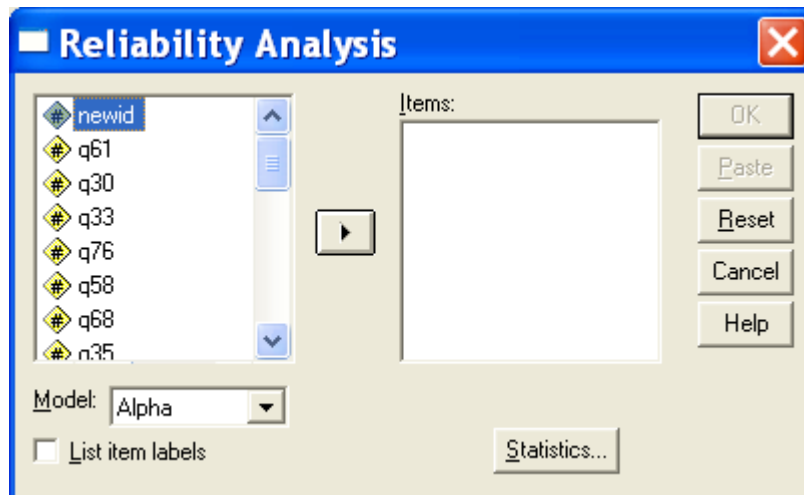 Reliability Analysis
newid
q61
q30
q33
q76
q58
q68
q35
Items:
OK
Paste
Reset
Cancel
Help
Model:
Alpha
List item labels
Statistics...